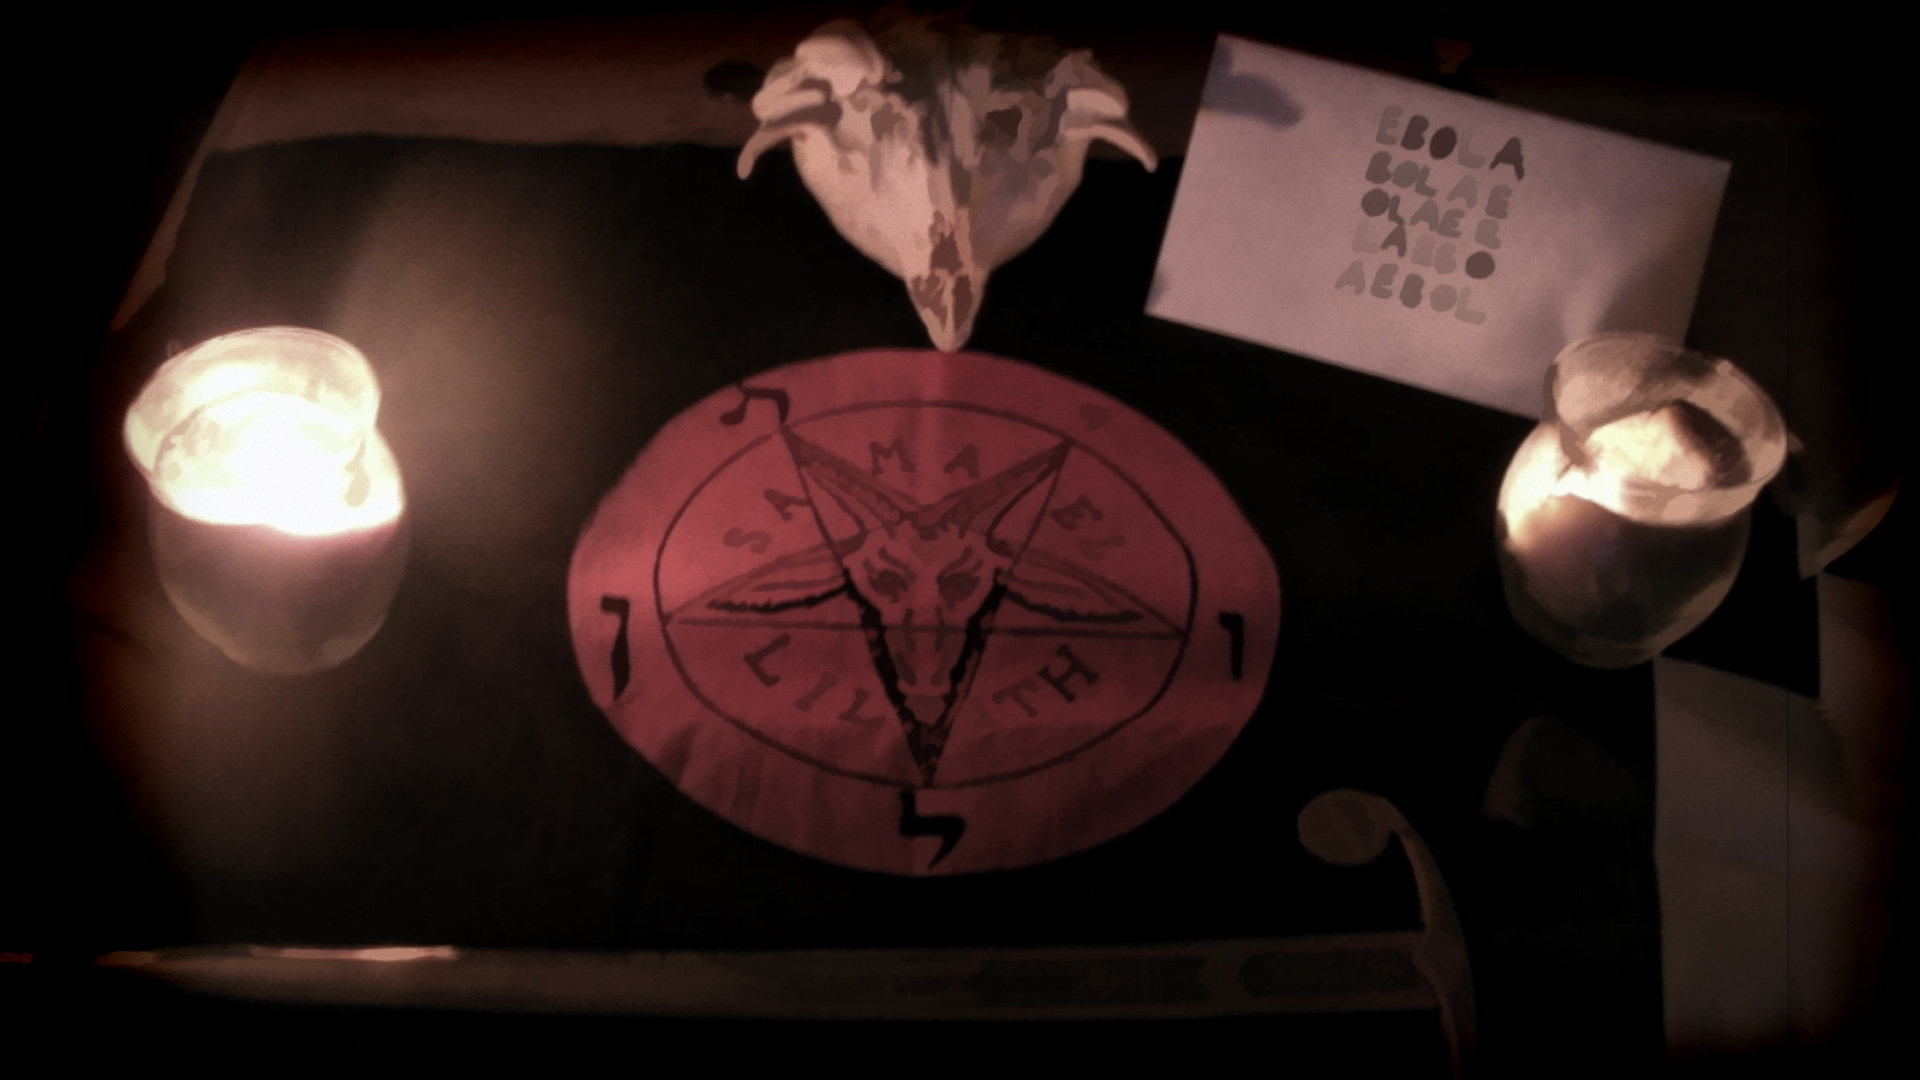 EBOLA
BOLAE
OLAEB
LAEBO
AEBOL
ת
SAMAEL
ן
ו
LILITH
ל